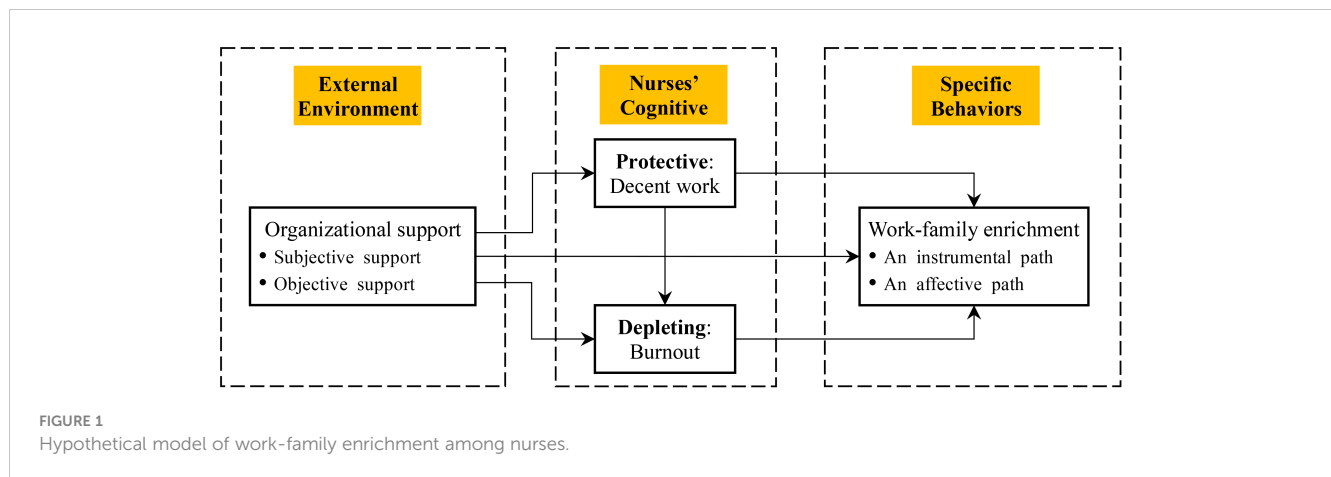 External
Environment
Organizational support
• Subjective support
• Objective support
Nurses'
Cognitive
Protective:
Decent work
Depleting:
Burnout
Specific
Behaviors
Work-family enrichment
• An instrumental path
• An affective path
FIGURE 1
Hypothetical model of work-family enrichment among nurses.